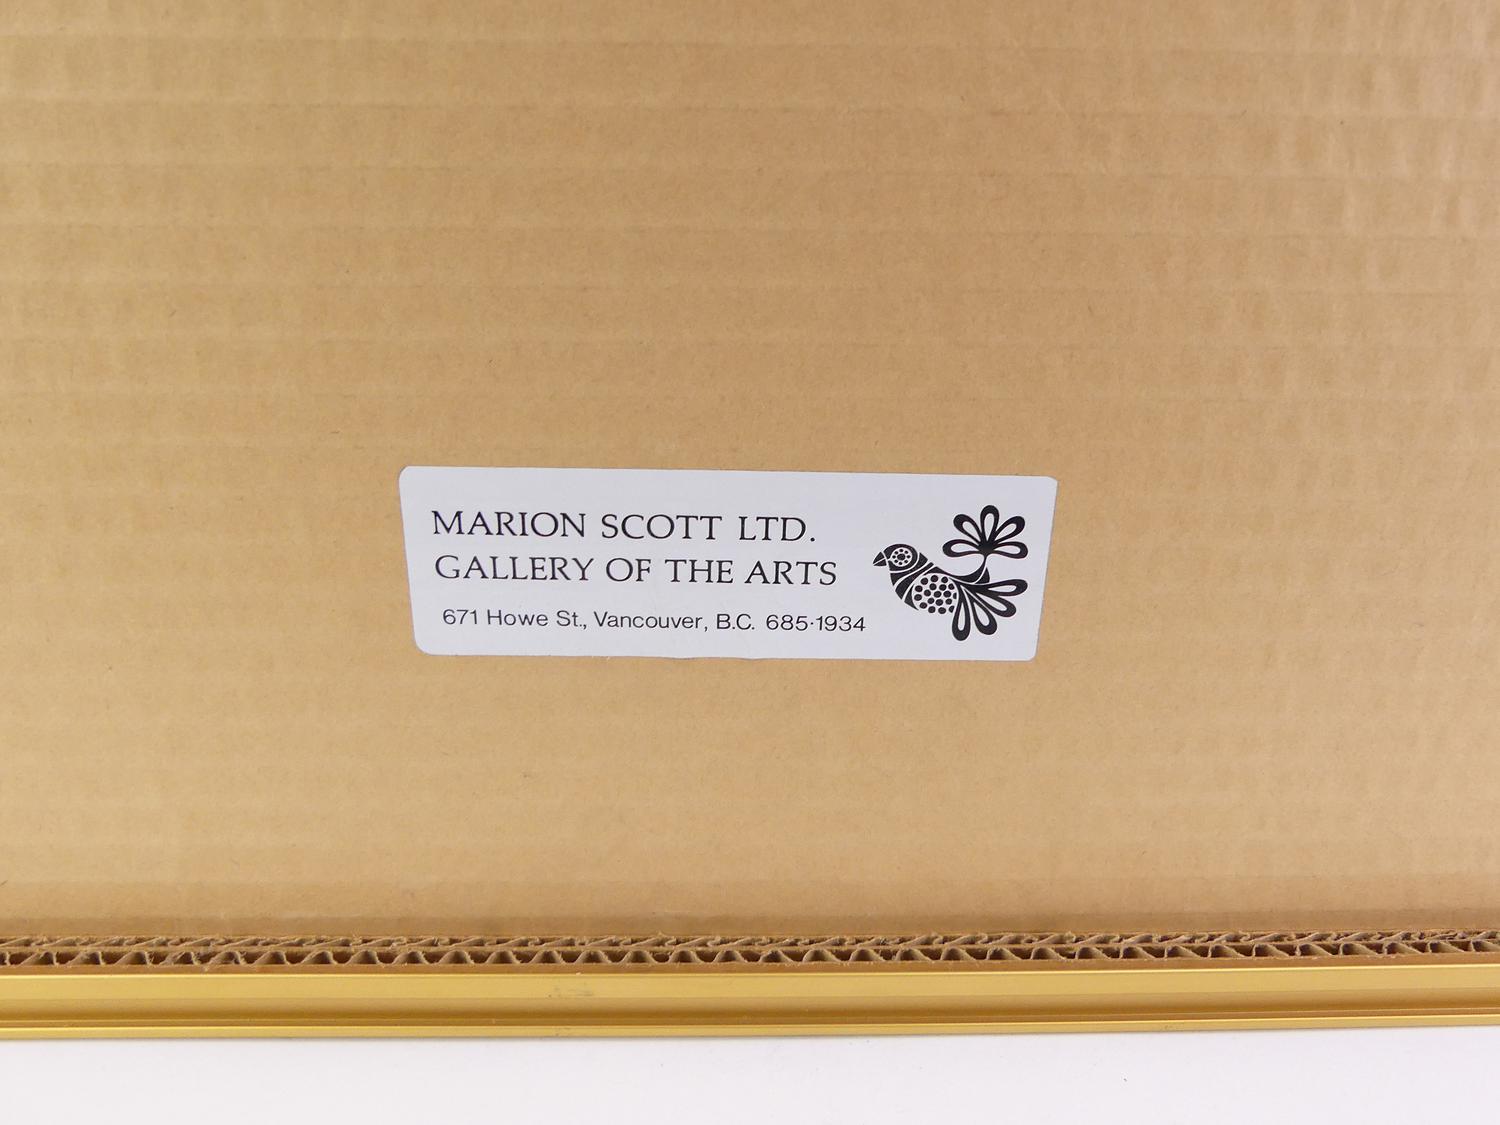 MARION SCOTT LTD.
GALLERY OF THE ARTS
671 Howe St., Vancouver, B.C. 685·1934